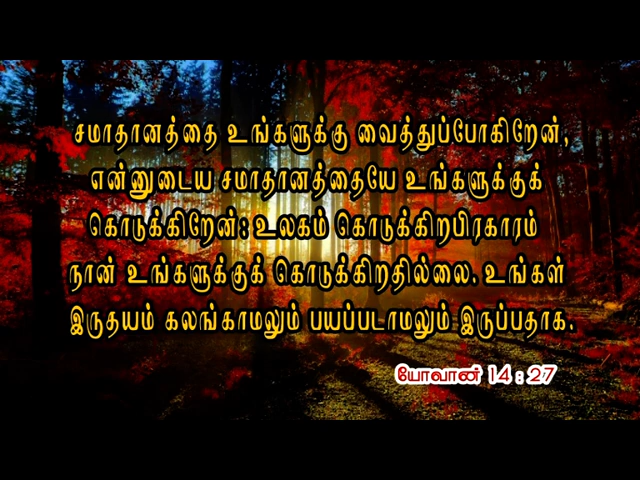 சமாதானத்தை உங்களுக்கு வைத்துப்போகிறேன்,
என்னுடைய சமாதானத்தையே உங்களுக்குக்
கொடுக்கிறேன்: உலகம் கொடுக்கிறபிரகாரம்
நான் உங்களுக்குக் கொடுக்கிறதில்லை. உங்கள்
இருதயம் கலங்காமலும் பயப்படாமலும் இருப்பதாக.
யோவான் 14 : 27